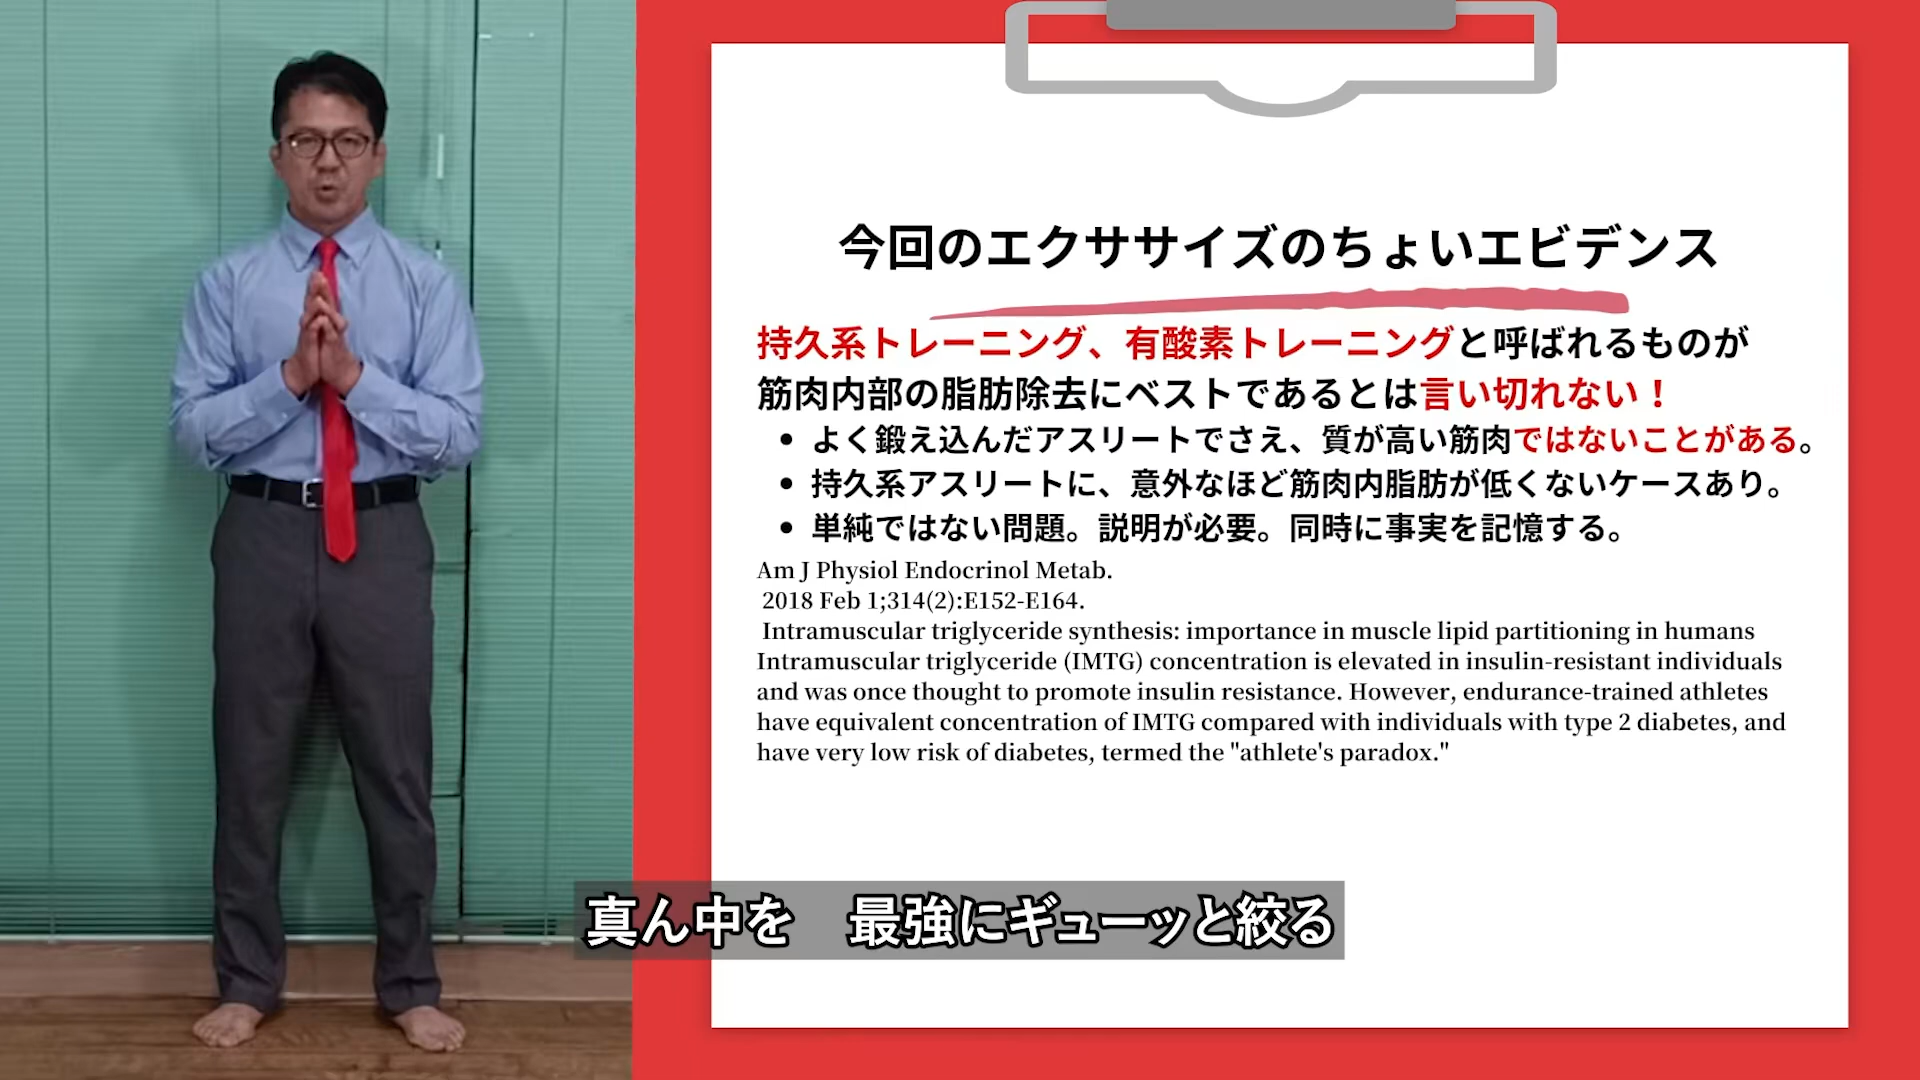 今回のエクササイズのちょいエビデンス
持久系トレーニング、有酸素トレーニングと呼ばれるものが
筋肉内部の脂肪除去にベストであるとは言い切れない！
• よく鍛え込んだアスリートでさえ、質が高い筋肉ではないことがある。
• 持久系アスリートに、意外なほど筋肉内脂肪が低くないケースあり。
• 単純ではない問題。説明が必要。同時に事実を記憶する。
Am J Physiol Endocrinol Metab.
2018 Feb 1;314(2):E152-E164.
Intramuscular triglyceride synthesis: importance in muscle lipid partitioning in humans
Intramuscular triglyceride (IMTG) concentration is elevated in insulin-resistant individuals
and was once thought to promote insulin resistance. However, endurance-trained athletes
have equivalent concentration of IMTG compared with individuals with type 2 diabetes, and
have very low risk of diabetes, termed the "athlete's paradox."
真ん中を　最強にギューッと絞る